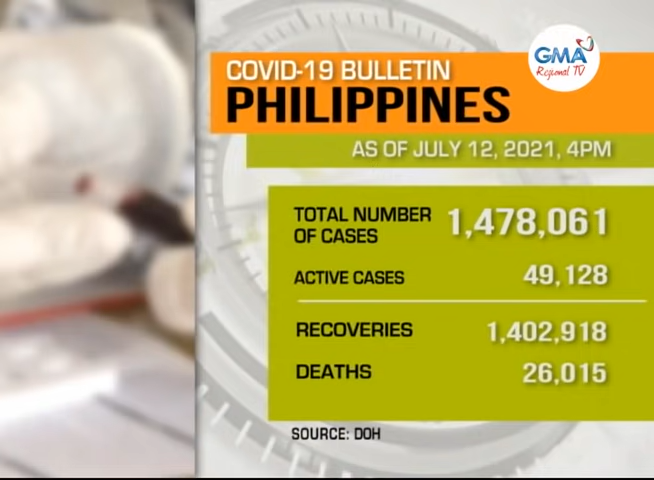 GMA
Regional TV
COVID-19 BULLETIN
PHILIPPINES
AS OF JULY 12, 2021, 4PM
TOTAL NUMBER
OF CASES 1,478,061
ACTIVE CASES 49,128
RECOVERIES 1,402,918
DEATHS 26,015
SOURCE: DOH